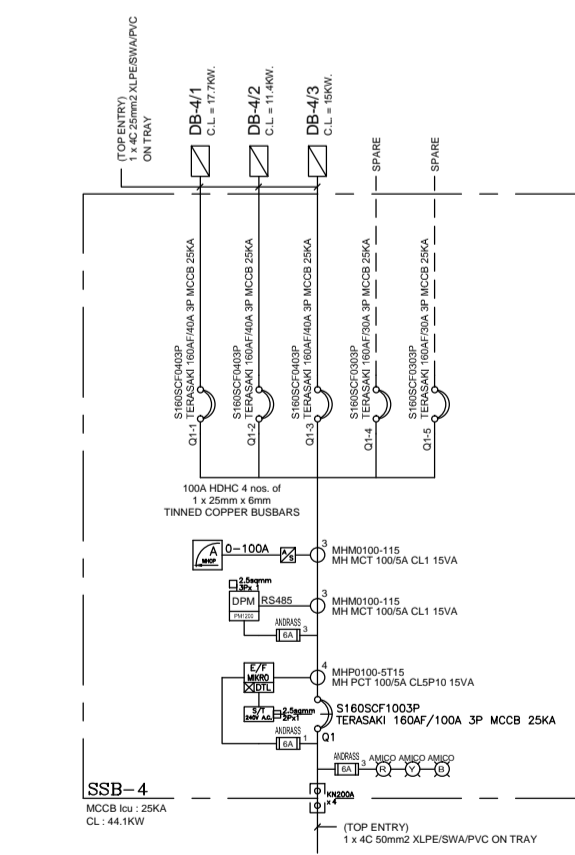 (TOP ENTRY)
1 x 4C 25mm2 XLPE/SWA/PVC
ON TRAY
DB-4/1
C.L = 17.7KW.
DB-4/2
C.L = 11.4KW.
DB-4/3
C.L = 15KW.
SPARE
SPARE
S160SCF0403P
TERASAKI 160AF/40A 3P MCCB 25KA
Q1-1
S160SCF0403P
TERASAKI 160AF/40A 3P MCCB 25KA
Q1-2
S160SCF0403P
TERASAKI 160AF/40A 3P MCCB 25KA
Q1-3
S160SCF0303P
TERASAKI 160AF/30A 3P MCCB 25KA
Q1-4
S160SCF0303P
TERASAKI 160AF/30A 3P MCCB 25KA
Q1-5
100A HDHC 4 nos. of
1 x 25mm x 6mm
TINNED COPPER BUSBARS
A
MHCP
0-100A
A/S
3
MHM0100-115
MH MCT 100/5A CL1 15VA
2.5sqmm
3Px 1
DPM
PM1200
RS485
3
MHM0100-115
MH MCT 100/5A CL1 15VA
ANDRASS
6A
3
E/F
MIKRO
DTL
4
MHP0100-5T15
MH PCT 100/5A CL5P10 15VA
S/T
240V A.C.
2.5sqmm
2Px1
S160SCF1003P
TERASAKI 160AF/100A 3P MCCB 25KA
Q1
ANDRASS
6A
1
ANDRASS
6A
3
AMICO AMICO AMICO
R Y B
SSB-4
MCCB Icu : 25KA
CL : 44.1KW
KN200A
x 4
(TOP ENTRY)
1 x 4C 50mm2 XLPE/SWA/PVC ON TRAY